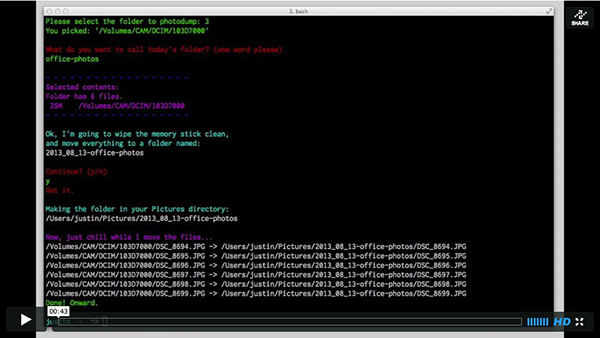 3. bash
SHARE
Please select the folder to photodump: 3
You picked: '/Volumes/CAM/DCIM/103D7000'
What do you want to call today's folder? (one word please)
office-photos
- - - - - - - - - - - - - - - - - - -
Selected contents:
Folder has 6 files.
25M /Volumes/CAM/DCIM/103D7000
- - - - - - - - - - - - - - - - - - -
Ok, I'm going to wipe the memory stick clean,
and move everything to a folder named:
2013_08_13-office-photos
Continue? (y/n)
y
Got it.
Making the folder in your Pictures directory:
/Users/justin/Pictures/2013_08_13-office-photos
Now, just chill while I move the files...
/Volumes/CAM/DCIM/103D7000/DSC_8694.JPG -> /Users/justin/Pictures/2013_08_13-office-photos/DSC_8694.JPG
/Volumes/CAM/DCIM/103D7000/DSC_8695.JPG -> /Users/justin/Pictures/2013_08_13-office-photos/DSC_8695.JPG
/Volumes/CAM/DCIM/103D7000/DSC_8696.JPG -> /Users/justin/Pictures/2013_08_13-office-photos/DSC_8696.JPG
/Volumes/CAM/DCIM/103D7000/DSC_8697.JPG -> /Users/justin/Pictures/2013_08_13-office-photos/DSC_8697.JPG
/Volumes/CAM/DCIM/103D7000/DSC_8698.JPG -> /Users/justin/Pictures/2013_08_13-office-photos/DSC_8698.JPG
/Volumes/CAM/DCIM/103D7000/DSC_8699.JPG -> /Users/justin/Pictures/2013_08_13-office-photos/DSC_8699.JPG
Done! Onward.
00:43
HD